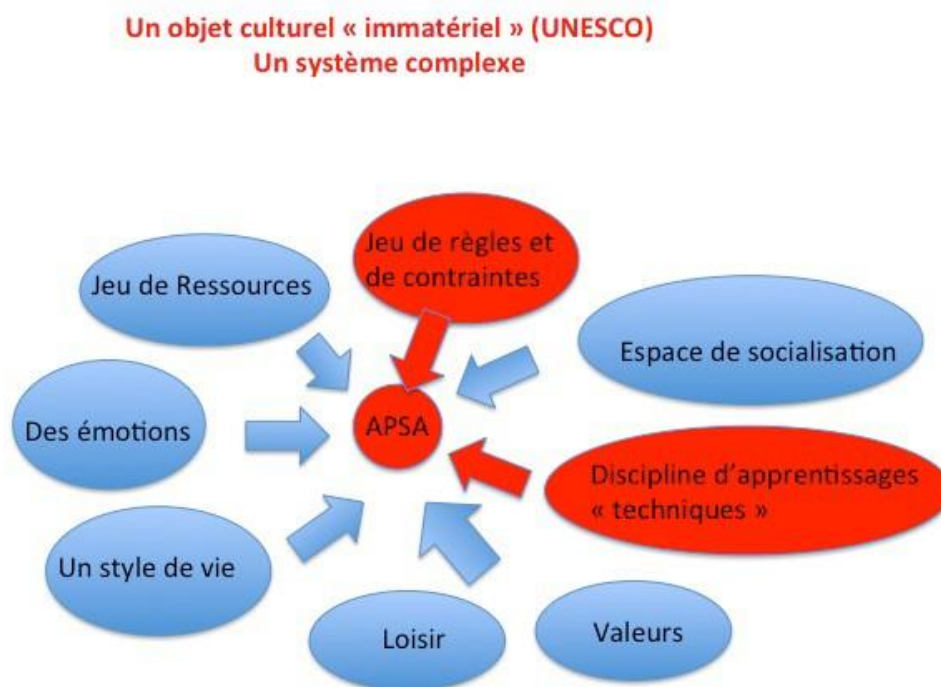 Un objet culturel « immatériel » (UNESCO)
Un système complexe
Jeu de règles et
de contraintes
Jeu de Ressources
Espace de socialisation
Des émotions
APSA
Discipline d’apprentissages
« techniques »
Un style de vie
Loisir
Valeurs